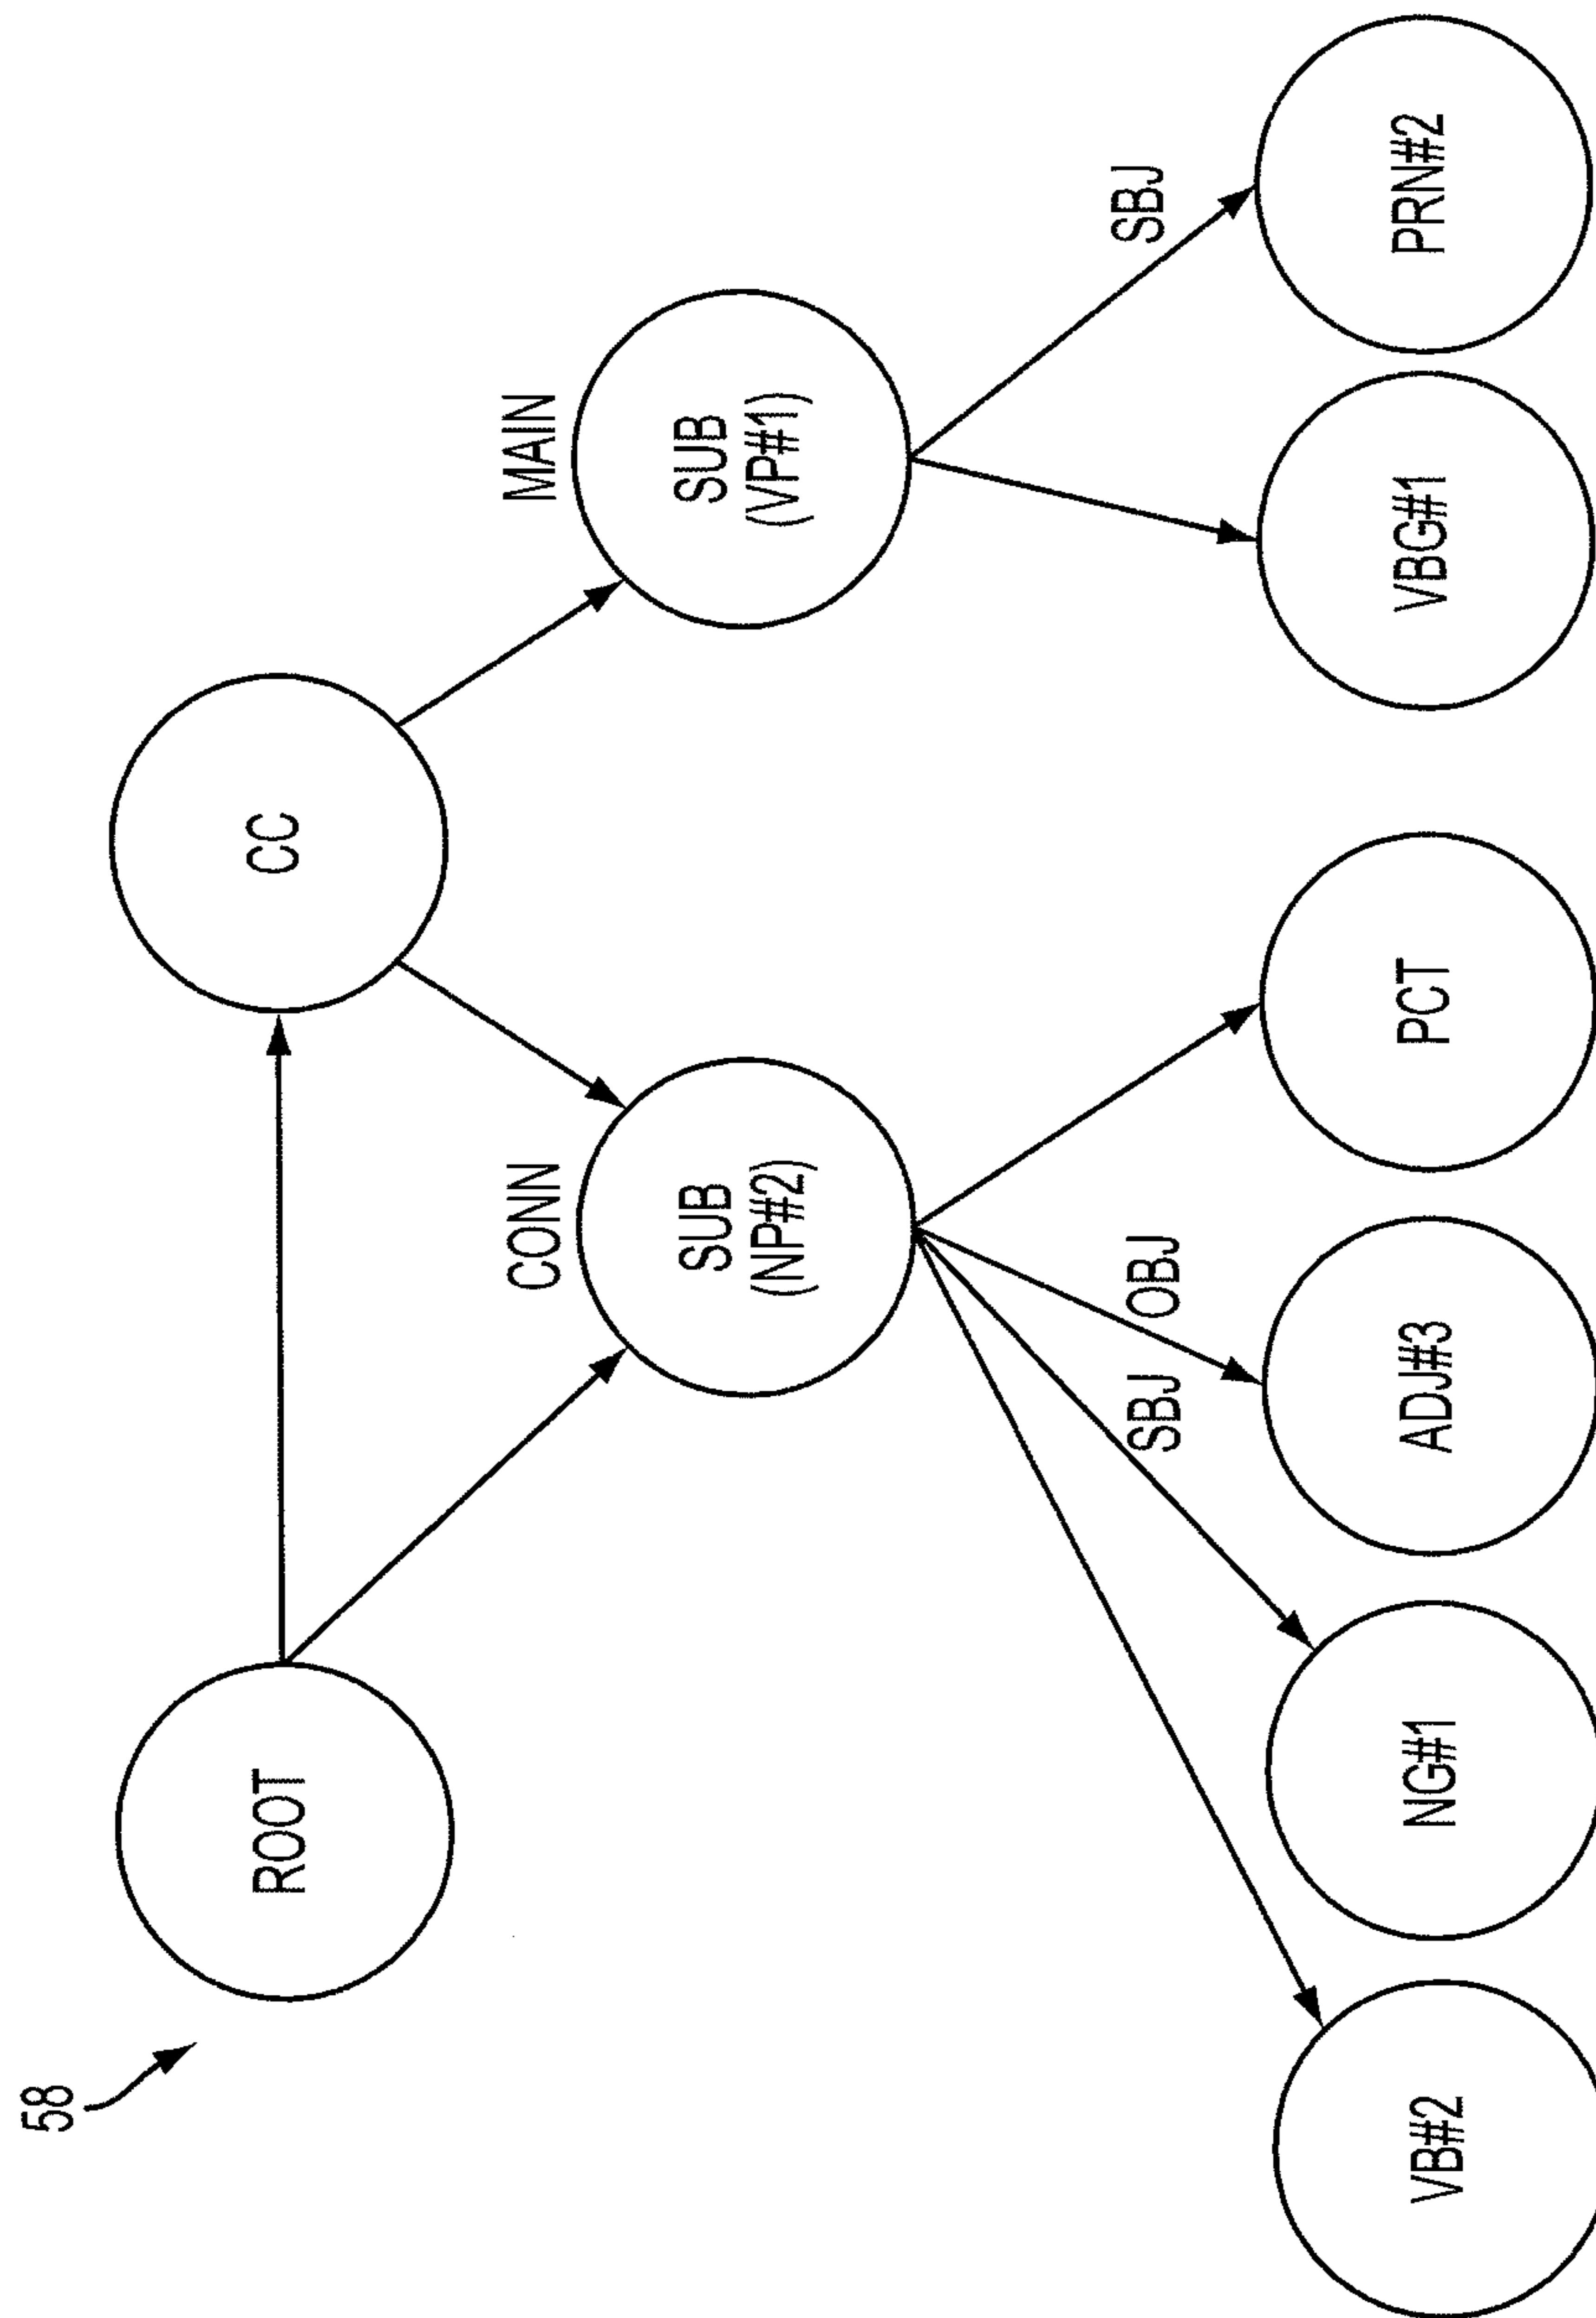 58
ROOT
CC
CONN
MAIN
SUB
(NP#2)
SUB
(VP#1)
SBJ
OBJ
SBJ
VB#2
NG#1
ADJ#3
PCT
VBG#1
PRN#2